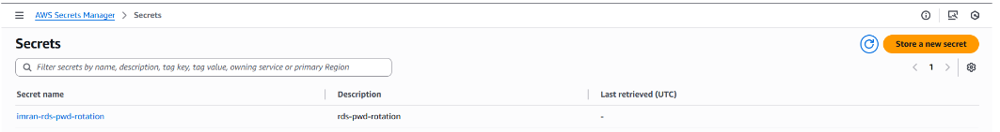 AWS Secrets Manager > Secrets
Secrets
Store a new secret
Filter secrets by name, description, tag key, tag value, owning service or primary Region
< 1 >
Secret name Description Last retrieved (UTC)
imran-rds-pwd-rotation rds-pwd-rotation -